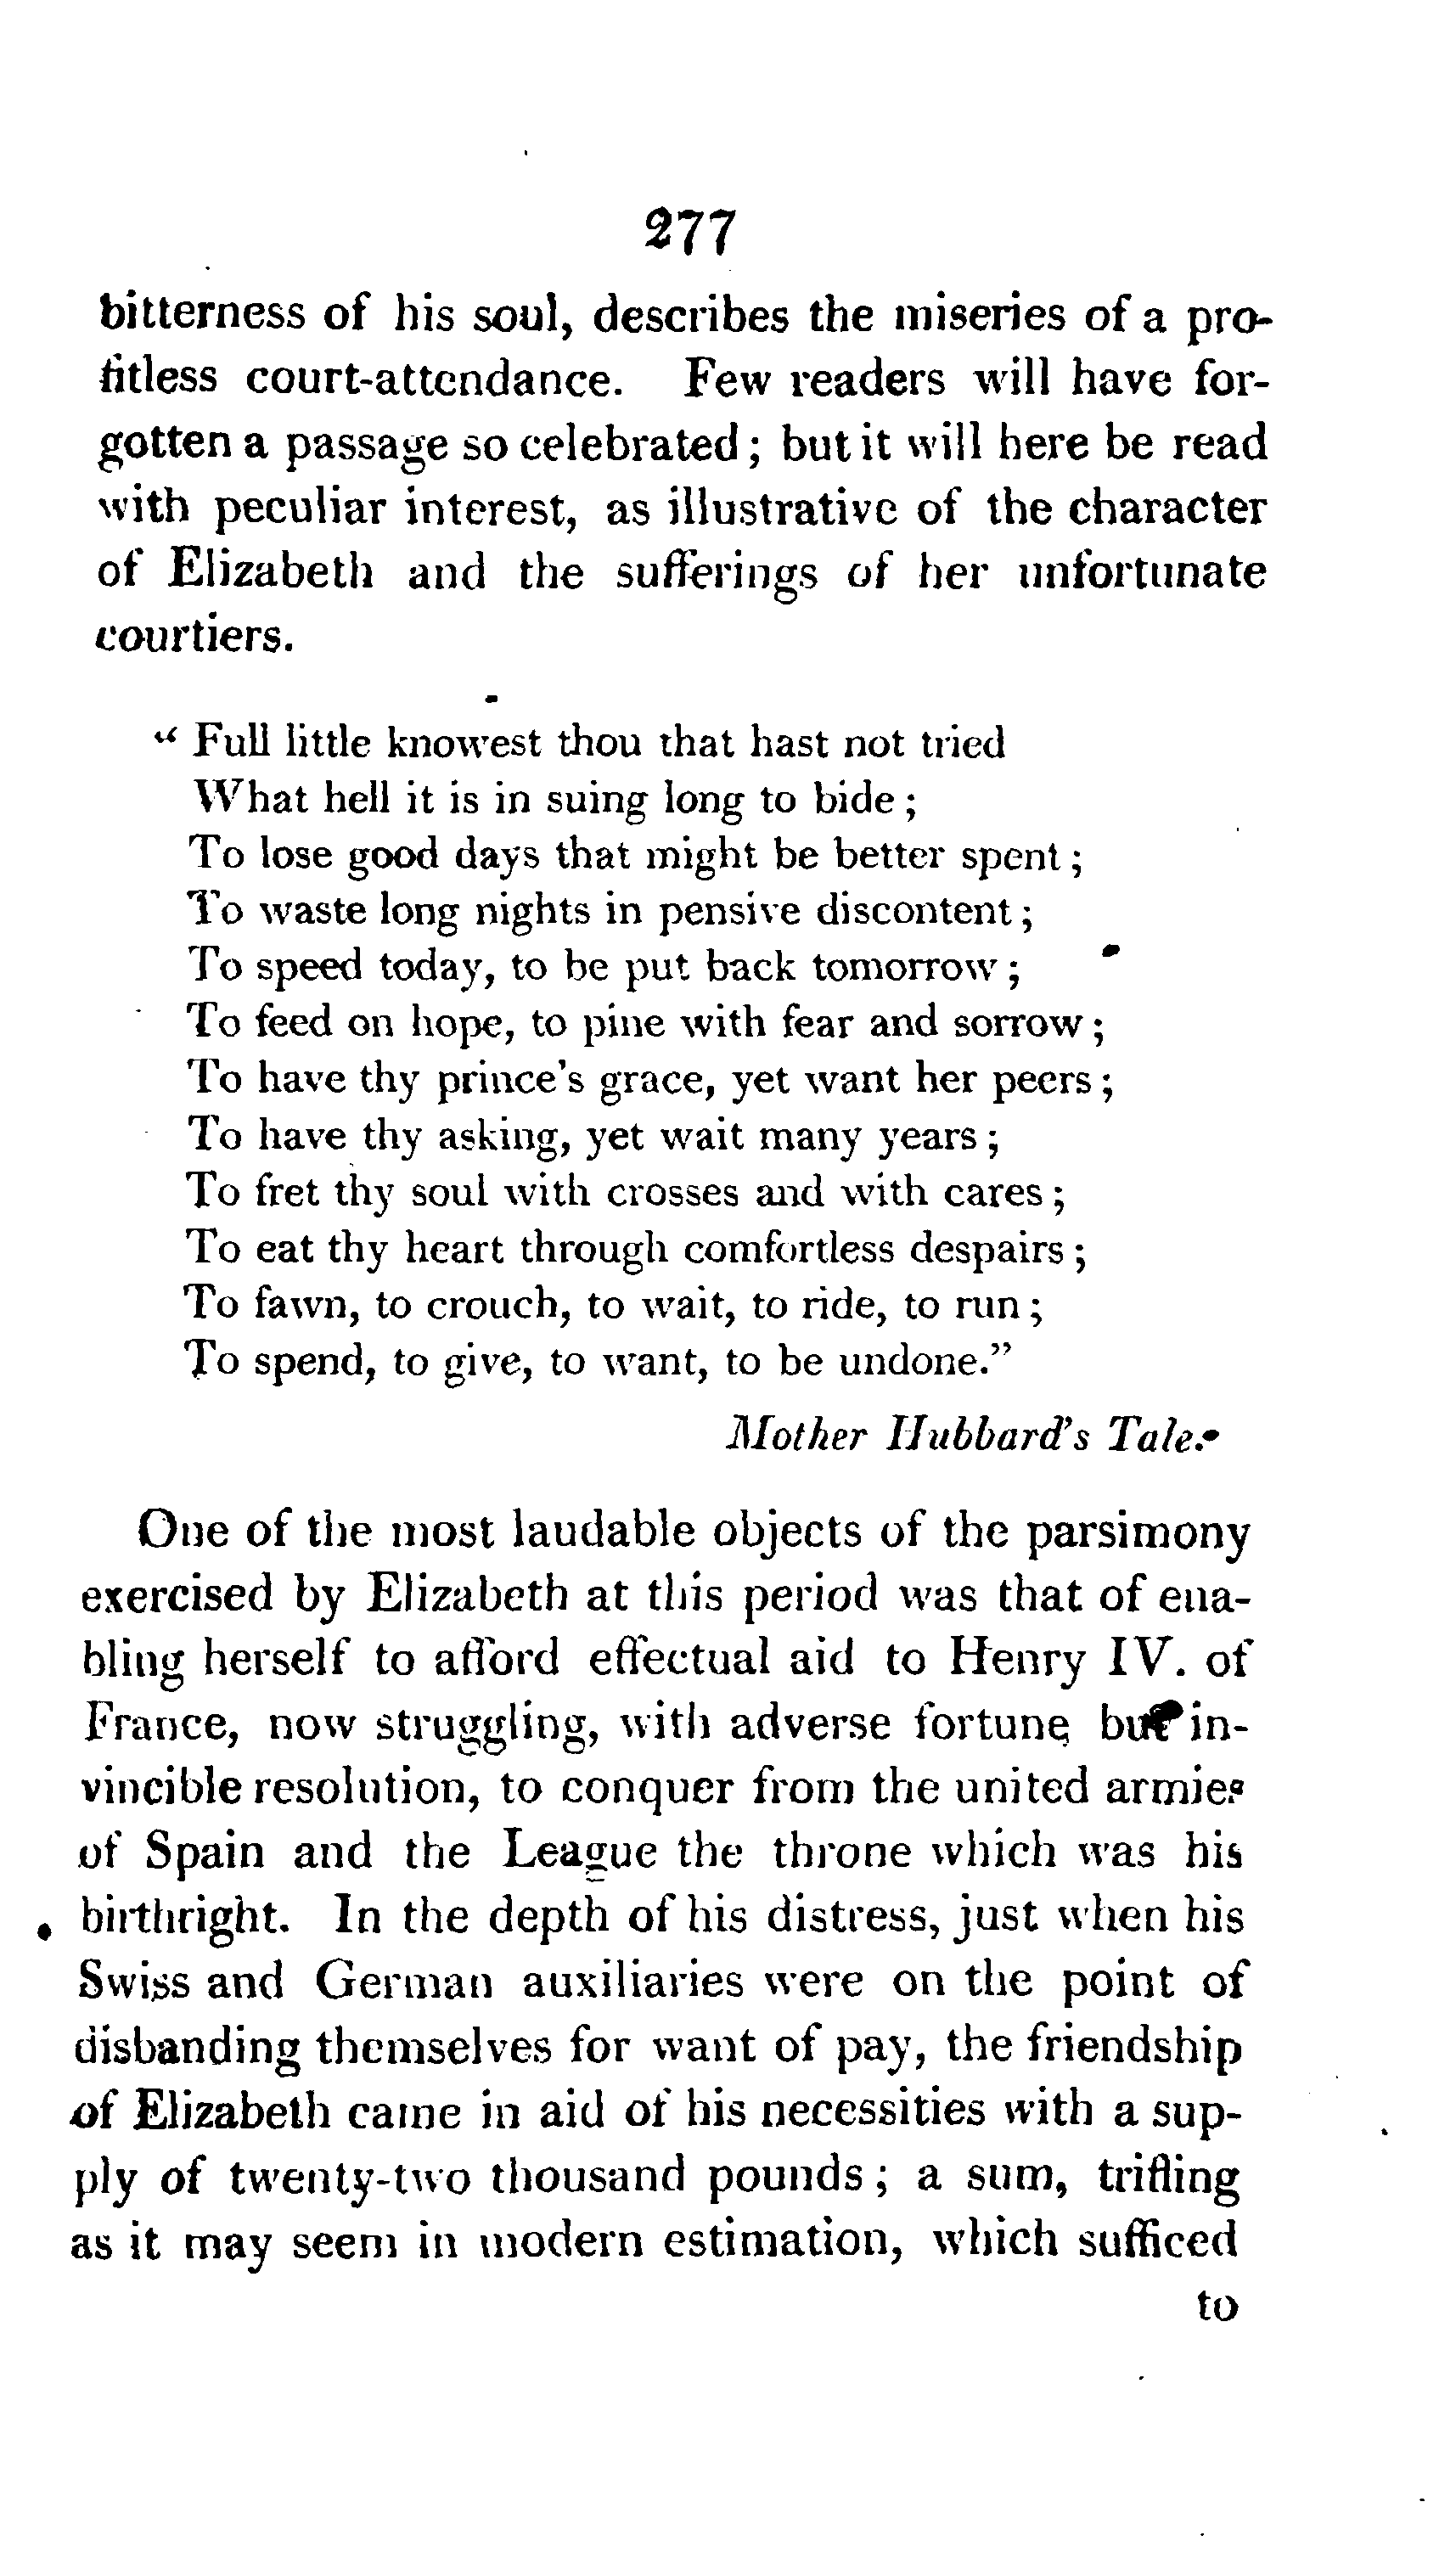 277
bitterness of his soul, describes the miseries of a pro-
fitless court-attendance. Few readers will have for-
gotten a passage so celebrated; but it will here be read
with peculiar interest, as illustrative of the character
of Elizabeth and the sufferings of her unfortunate
courtiers.
“ Full little knowest thou that hast not tried
What hell it is in suing long to bide;
To lose good days that might be better spent;
To waste long nights in pensive discontent;
To speed today, to be put back tomorrow;
To feed on hope, to pine with fear and sorrow;
To have thy prince's grace, yet want her peers;
To have thy asking, yet wait many years;
To fret thy soul with crosses and with cares;
To eat thy heart through comfortless despairs;
To fawn, to crouch, to wait, to ride, to run;
To spend, to give, to want, to be undone.”
Mother Hubbard's Tale.
One of the most laudable objects of the parsimony
exercised by Elizabeth at this period was that of ena-
bling herself to afford effectual aid to Henry IV. of
France, now struggling, with adverse fortune but in-
vincible resolution, to conquer from the united armies
of Spain and the League the throne which was his
birthright. In the depth of his distress, just when his
Swiss and German auxiliaries were on the point of
disbanding themselves for want of pay, the friendship
of Elizabeth came in aid of his necessities with a sup-
ply of twenty-two thousand pounds; a sum, trifling
as it may seem in modern estimation, which sufficed
to